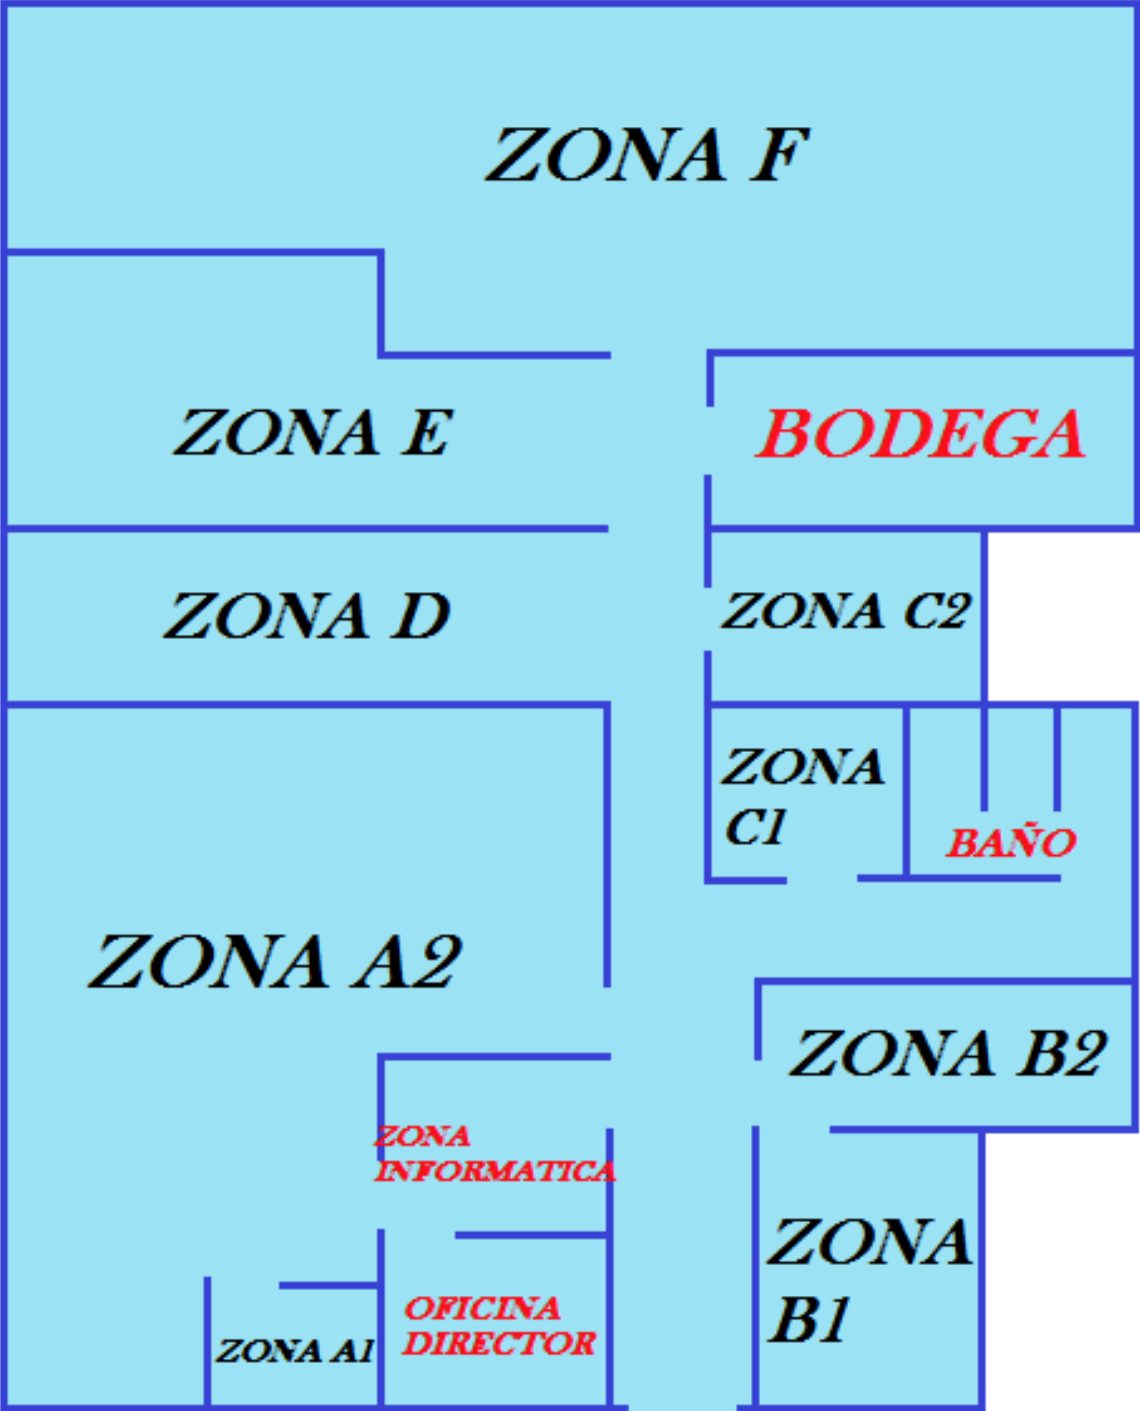 ZONA F
ZONA E
BODEGA
ZONA D
ZONA C2
ZONA
C1
BAÑO
ZONA A2
ZONA B2
ZONA
INFORMATICA
ZONA
B1
OFICINA
DIRECTOR
ZONA A1